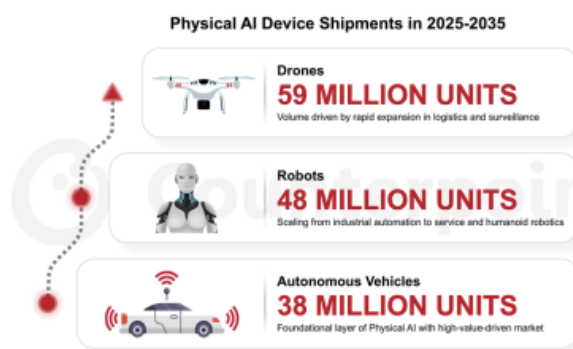 Physical AI Device Shipments in 2025-2035
Drones
59 MILLION UNITS
Volume driven by rapid expansion in logistics and surveillance
Robots
48 MILLION UNITS
Scaling from industrial automation to service and humanoid robotics
Autonomous Vehicles
38 MILLION UNITS
Foundational layer of Physical AI with high-value-driven market